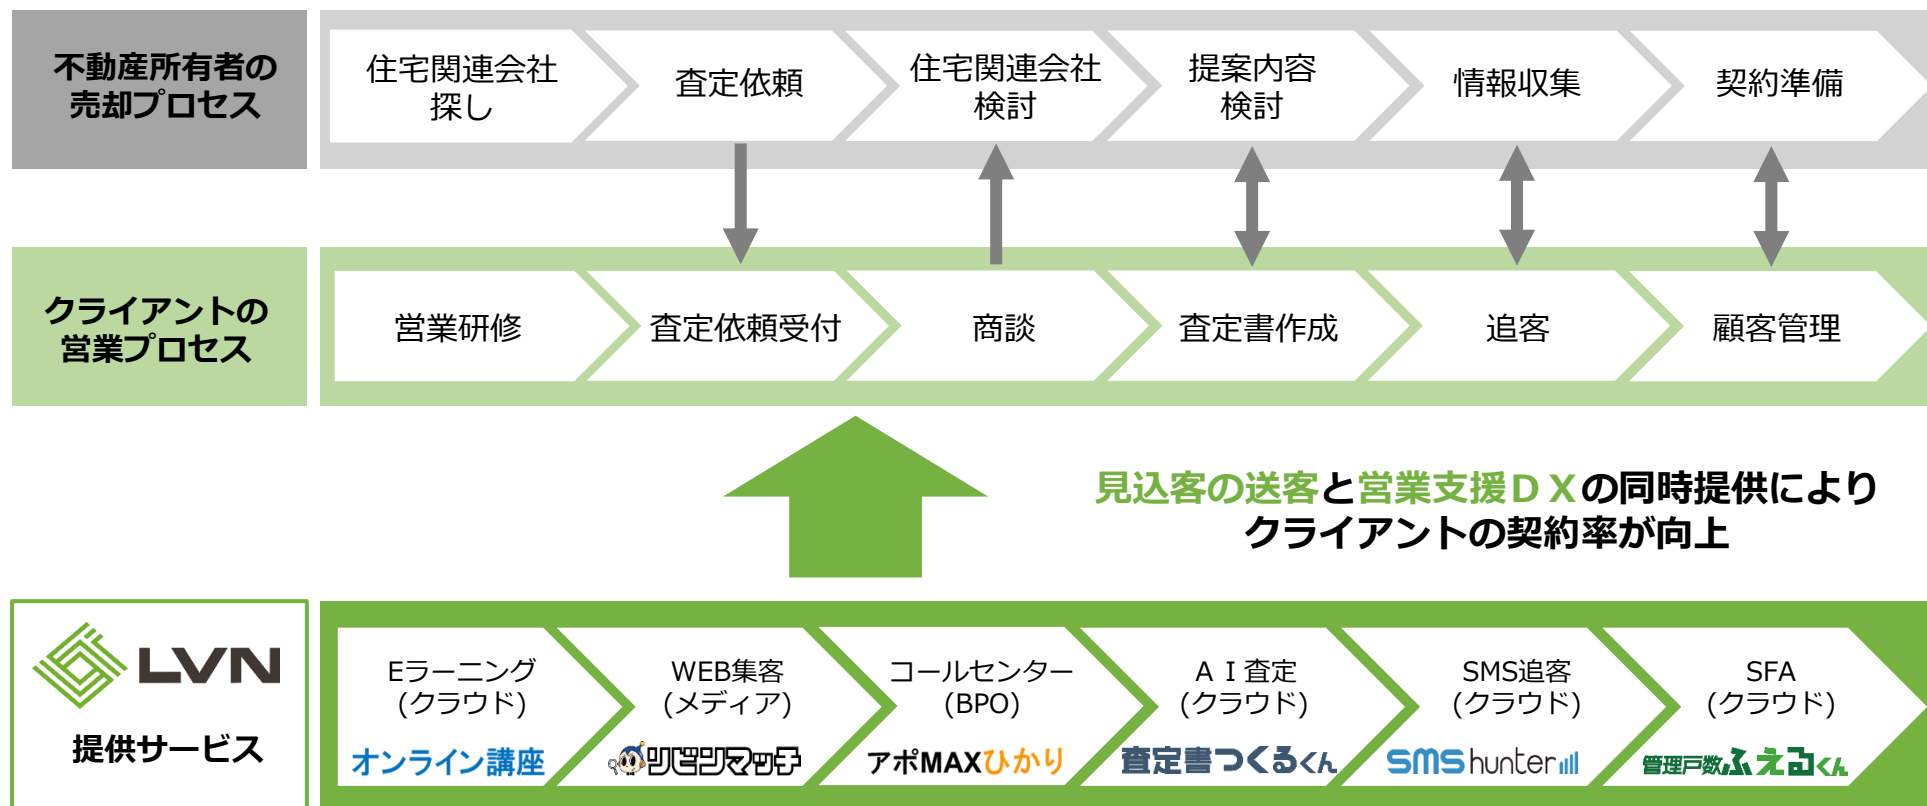 不動産所有者の
売却プロセス
住宅関連会社
探し
査定依頼
住宅関連会社
検討
提案内容
検討
情報収集
契約準備
クライアントの
営業プロセス
営業研修
査定依頼受付
商談
査定書作成
追客
顧客管理
見込客の送客と営業支援ＤＸの同時提供により
クライアントの契約率が向上
LVN
提供サービス
Eラーニング
(クラウド)
オンライン講座
WEB集客
(メディア)
リビンマッチ
コールセンター
(BPO)
アポMAXひかり
ＡＩ査定
(クラウド)
査定書つくるくん
SMS追客
(クラウド)
SMS hunter
SFA
(クラウド)
管理戸数ふえるくん